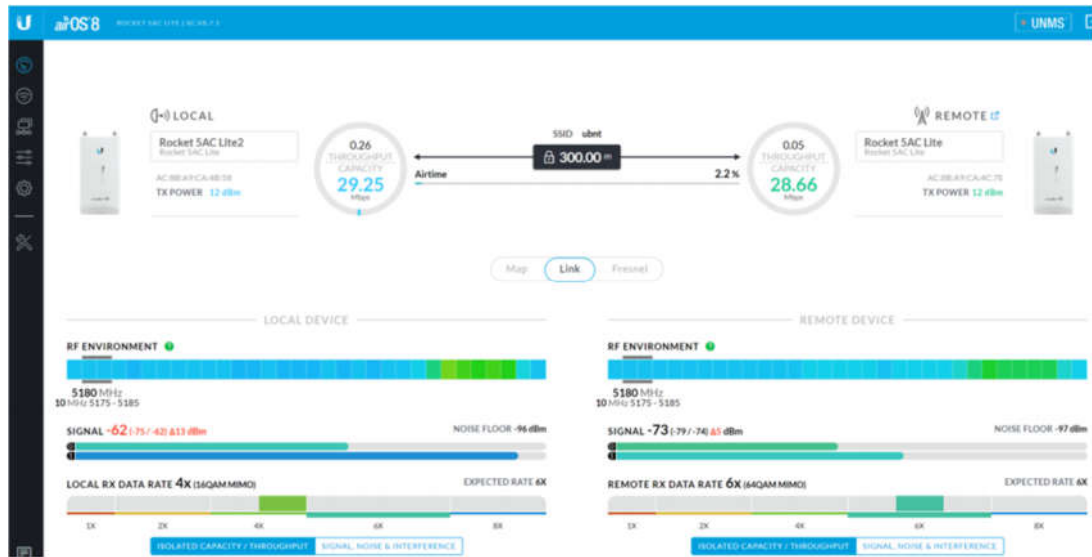 airOS 8 ROCKET 5AC LITE UNMS
LOCAL
Rocket 5AC Lite2
Rocket 5AC Lite
TX POWER 12 dBm
0.26
THROUGHPUT
CAPACITY
29.25
Mbps
SSID ubnt
300.00 m
Airtime 2.2 %
0.05
THROUGHPUT
CAPACITY
28.66
Mbps
REMOTE
Rocket 5AC Lite
Rocket 5AC Lite
TX POWER 12 dBm
Map Link Fresnel
LOCAL DEVICE
RF ENVIRONMENT
5180 MHz
10 MHz 5175 - 5185
SIGNAL -62 (-75 / -62) Δ13 dBm NOISE FLOOR -96 dBm
LOCAL RX DATA RATE 4X (16QAM MIMO) EXPECTED RATE 6X
1X 2X 4X 6X 8X
ISOLATED CAPACITY / THROUGHPUT SIGNAL, NOISE & INTERFERENCE
REMOTE DEVICE
RF ENVIRONMENT
5180 MHz
10 MHz 5175 - 5185
SIGNAL -73 (-79 / -74) Δ5 dBm NOISE FLOOR -97 dBm
REMOTE RX DATA RATE 6X (64QAM MIMO) EXPECTED RATE 6X
1X 2X 4X 6X 8X
ISOLATED CAPACITY / THROUGHPUT SIGNAL, NOISE & INTERFERENCE